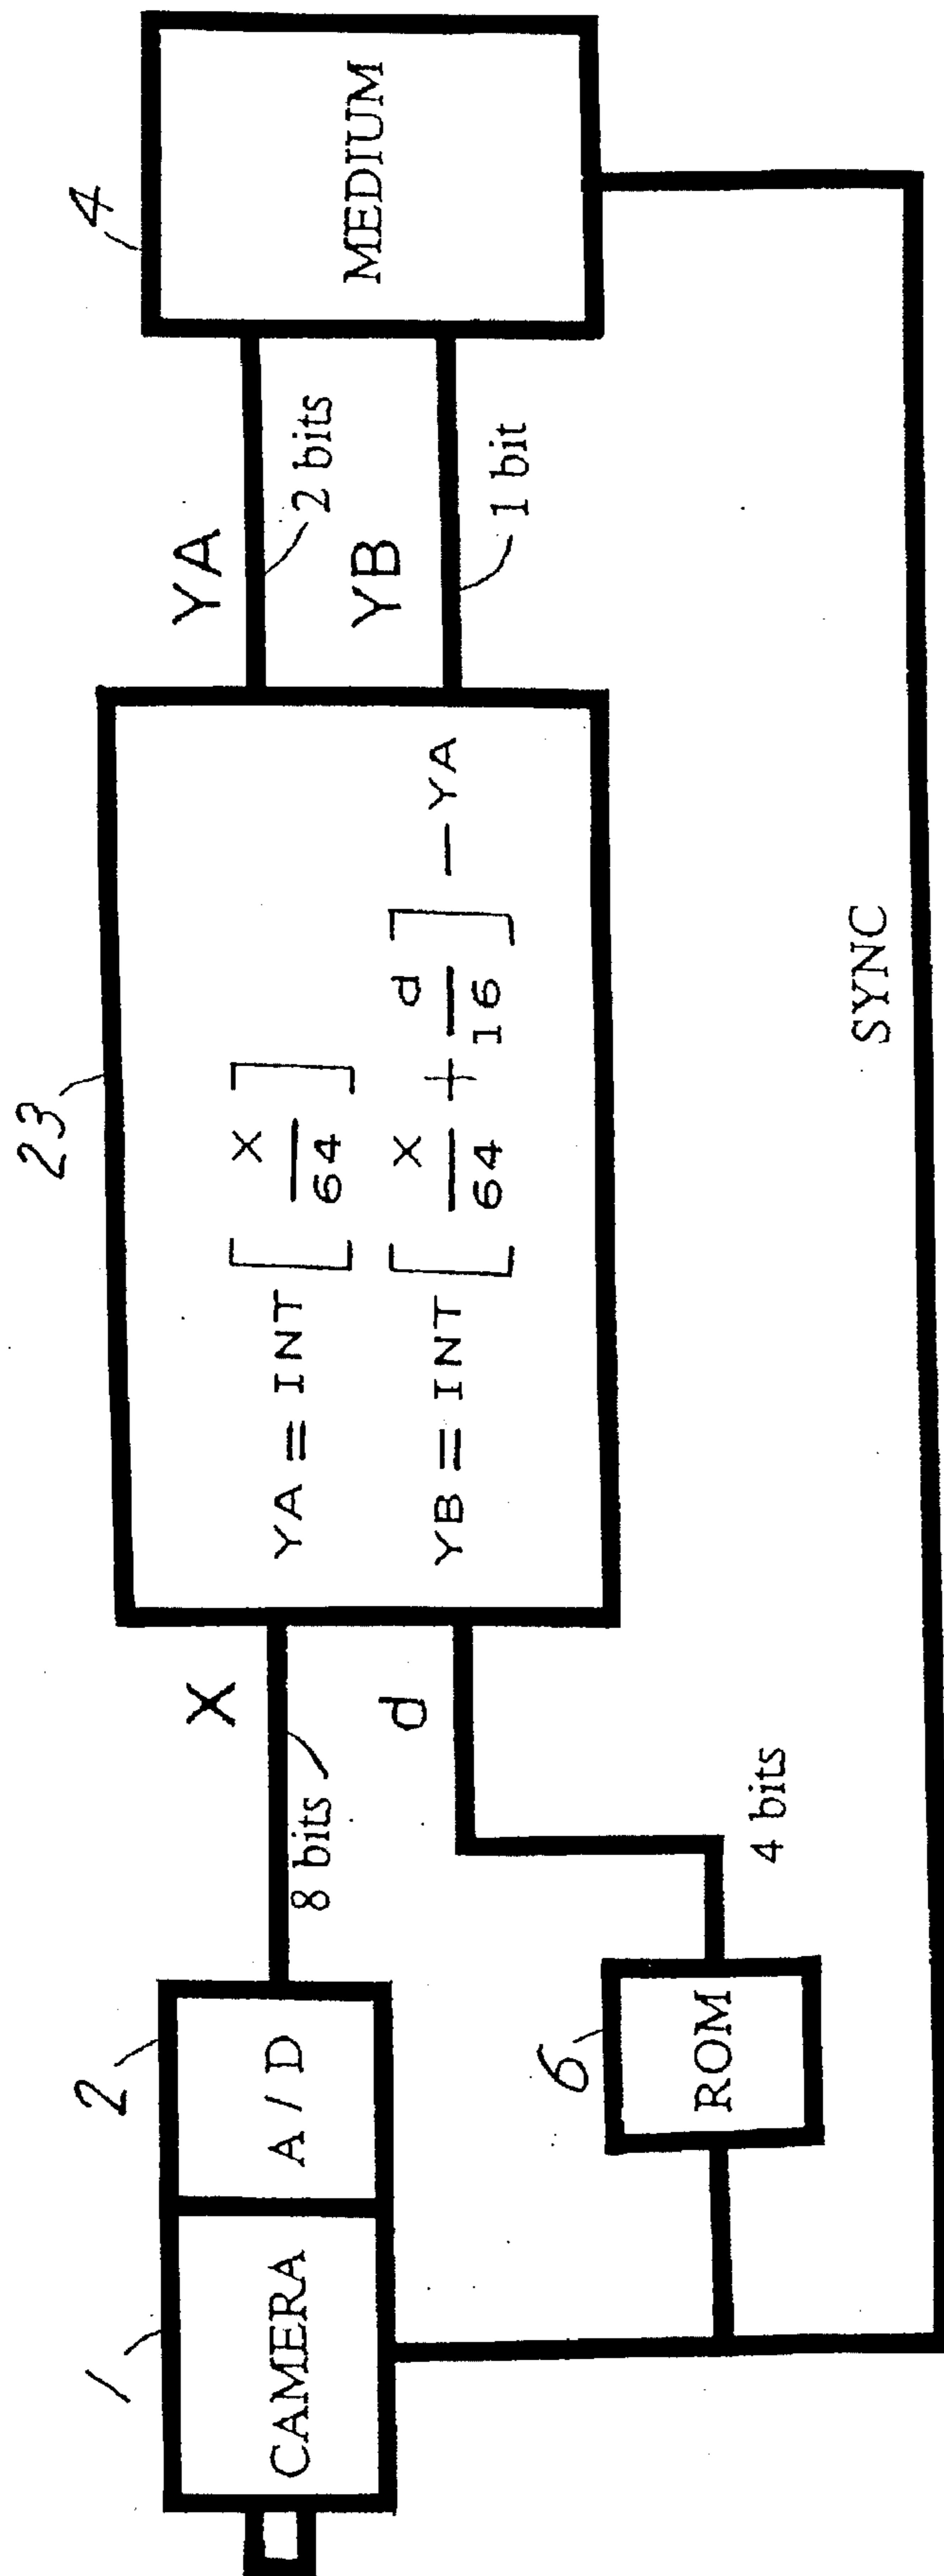 1
CAMERA
2
A / D
X
8 bits
d
6
ROM
4 bits
23
YA = INT [ X / 64 ]
YB = INT [ X / 64 + d / 16 ] — YA
YA
2 bits
YB
1 bit
4
MEDIUM
SYNC